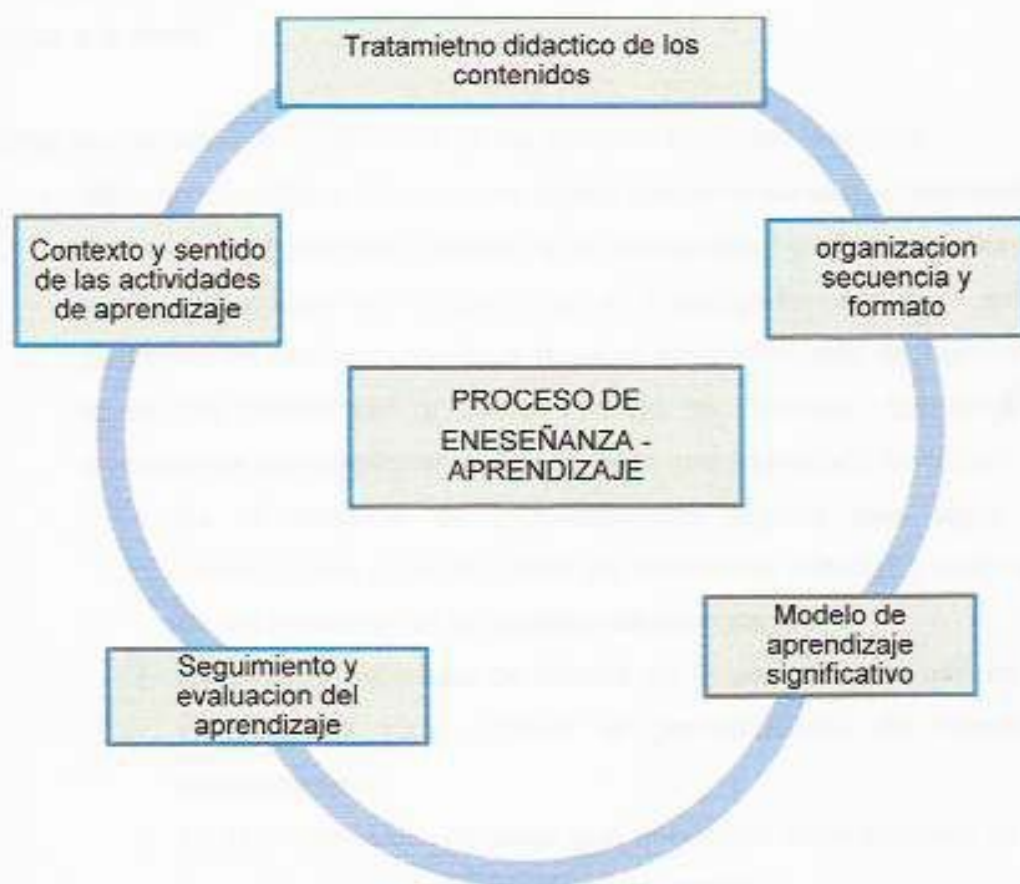 Tratamietno didactico de los
contenidos
Contexto y sentido
de las actividades
de aprendizaje
organizacion
secuencia y
formato
PROCESO DE
ENESEÑANZA -
APRENDIZAJE
Modelo de
aprendizaje
significativo
Seguimiento y
evaluacion del
aprendizaje